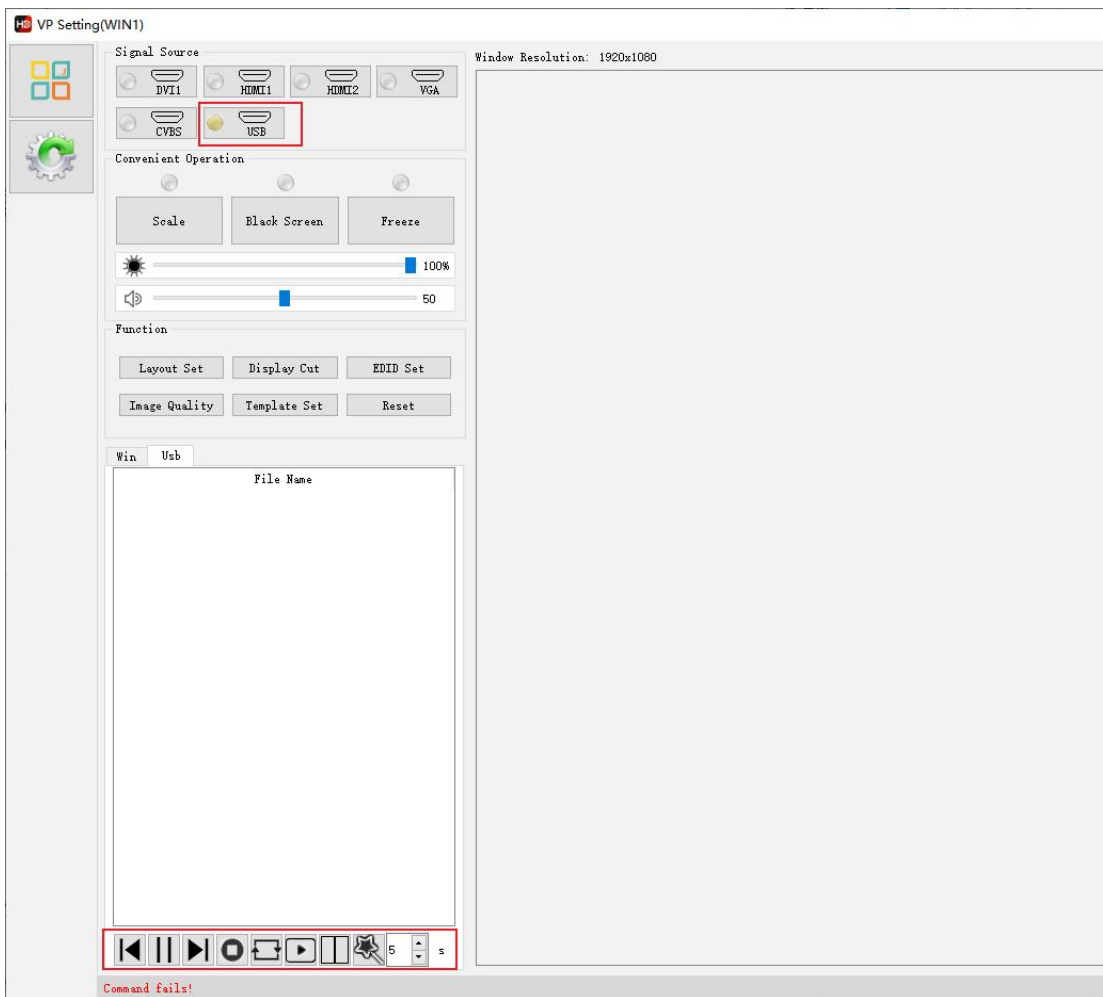 VP Setting(WIN1)
Signal Source
Window Resolution: 1920x1080
DVI1 HDMI1 HDMI2 VGA
CVBS USB
Convenient Operation
Scale Black Screen Freeze
100%
50
Function
Layout Set Display Cut EDID Set
Image Quality Template Set Reset
Win Usb
File Name
5 s
Command fails!